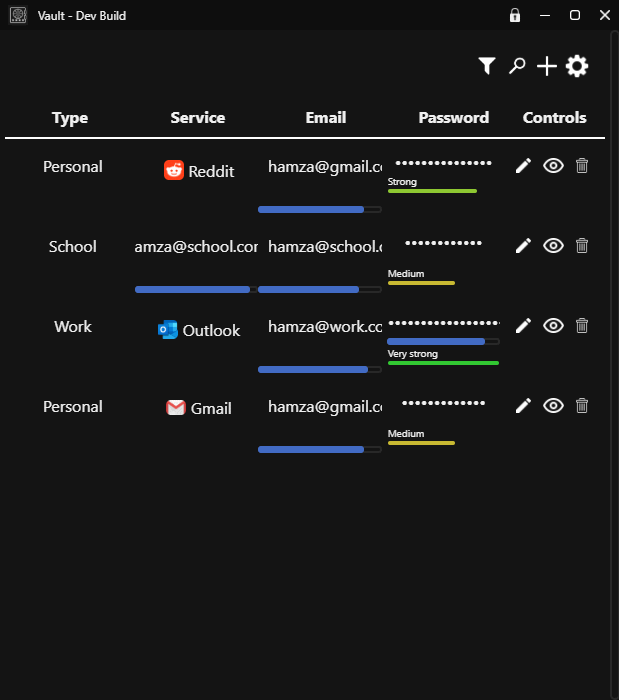 Vault - Dev Build
Type Service Email Password Controls
Personal Reddit hamza@gmail.co ••••••••••••••
Strong
School amza@school.com hamza@school.c ••••••••••••
Medium
Work Outlook hamza@work.co ••••••••••••••••
Very strong
Personal Gmail hamza@gmail.co •••••••••••••
Medium